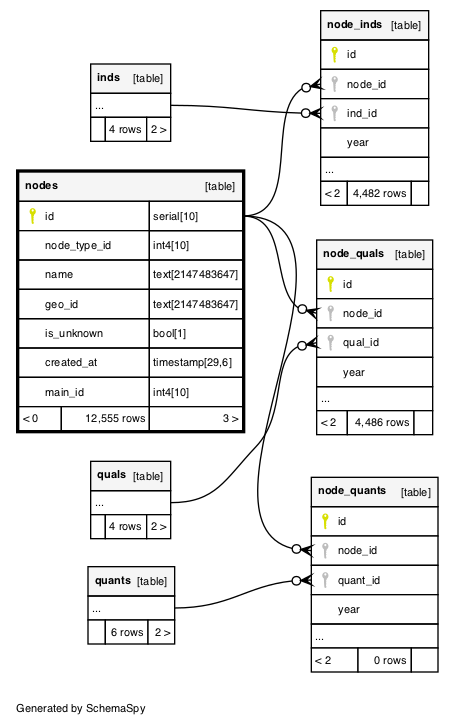 node_inds [table]
id
node_id
ind_id
year
...
< 2 4,482 rows
inds [table]
...
4 rows 2 >
nodes [table]
id serial[10]
node_type_id int4[10]
name text[2147483647]
geo_id text[2147483647]
is_unknown bool[1]
created_at timestamp[29,6]
main_id int4[10]
< 0 12,555 rows 3 >
node_quals [table]
id
node_id
qual_id
year
...
< 2 4,486 rows
quals [table]
...
4 rows 2 >
node_quants [table]
id
node_id
quant_id
year
...
< 2 0 rows
quants [table]
...
6 rows 2 >
Generated by SchemaSpy